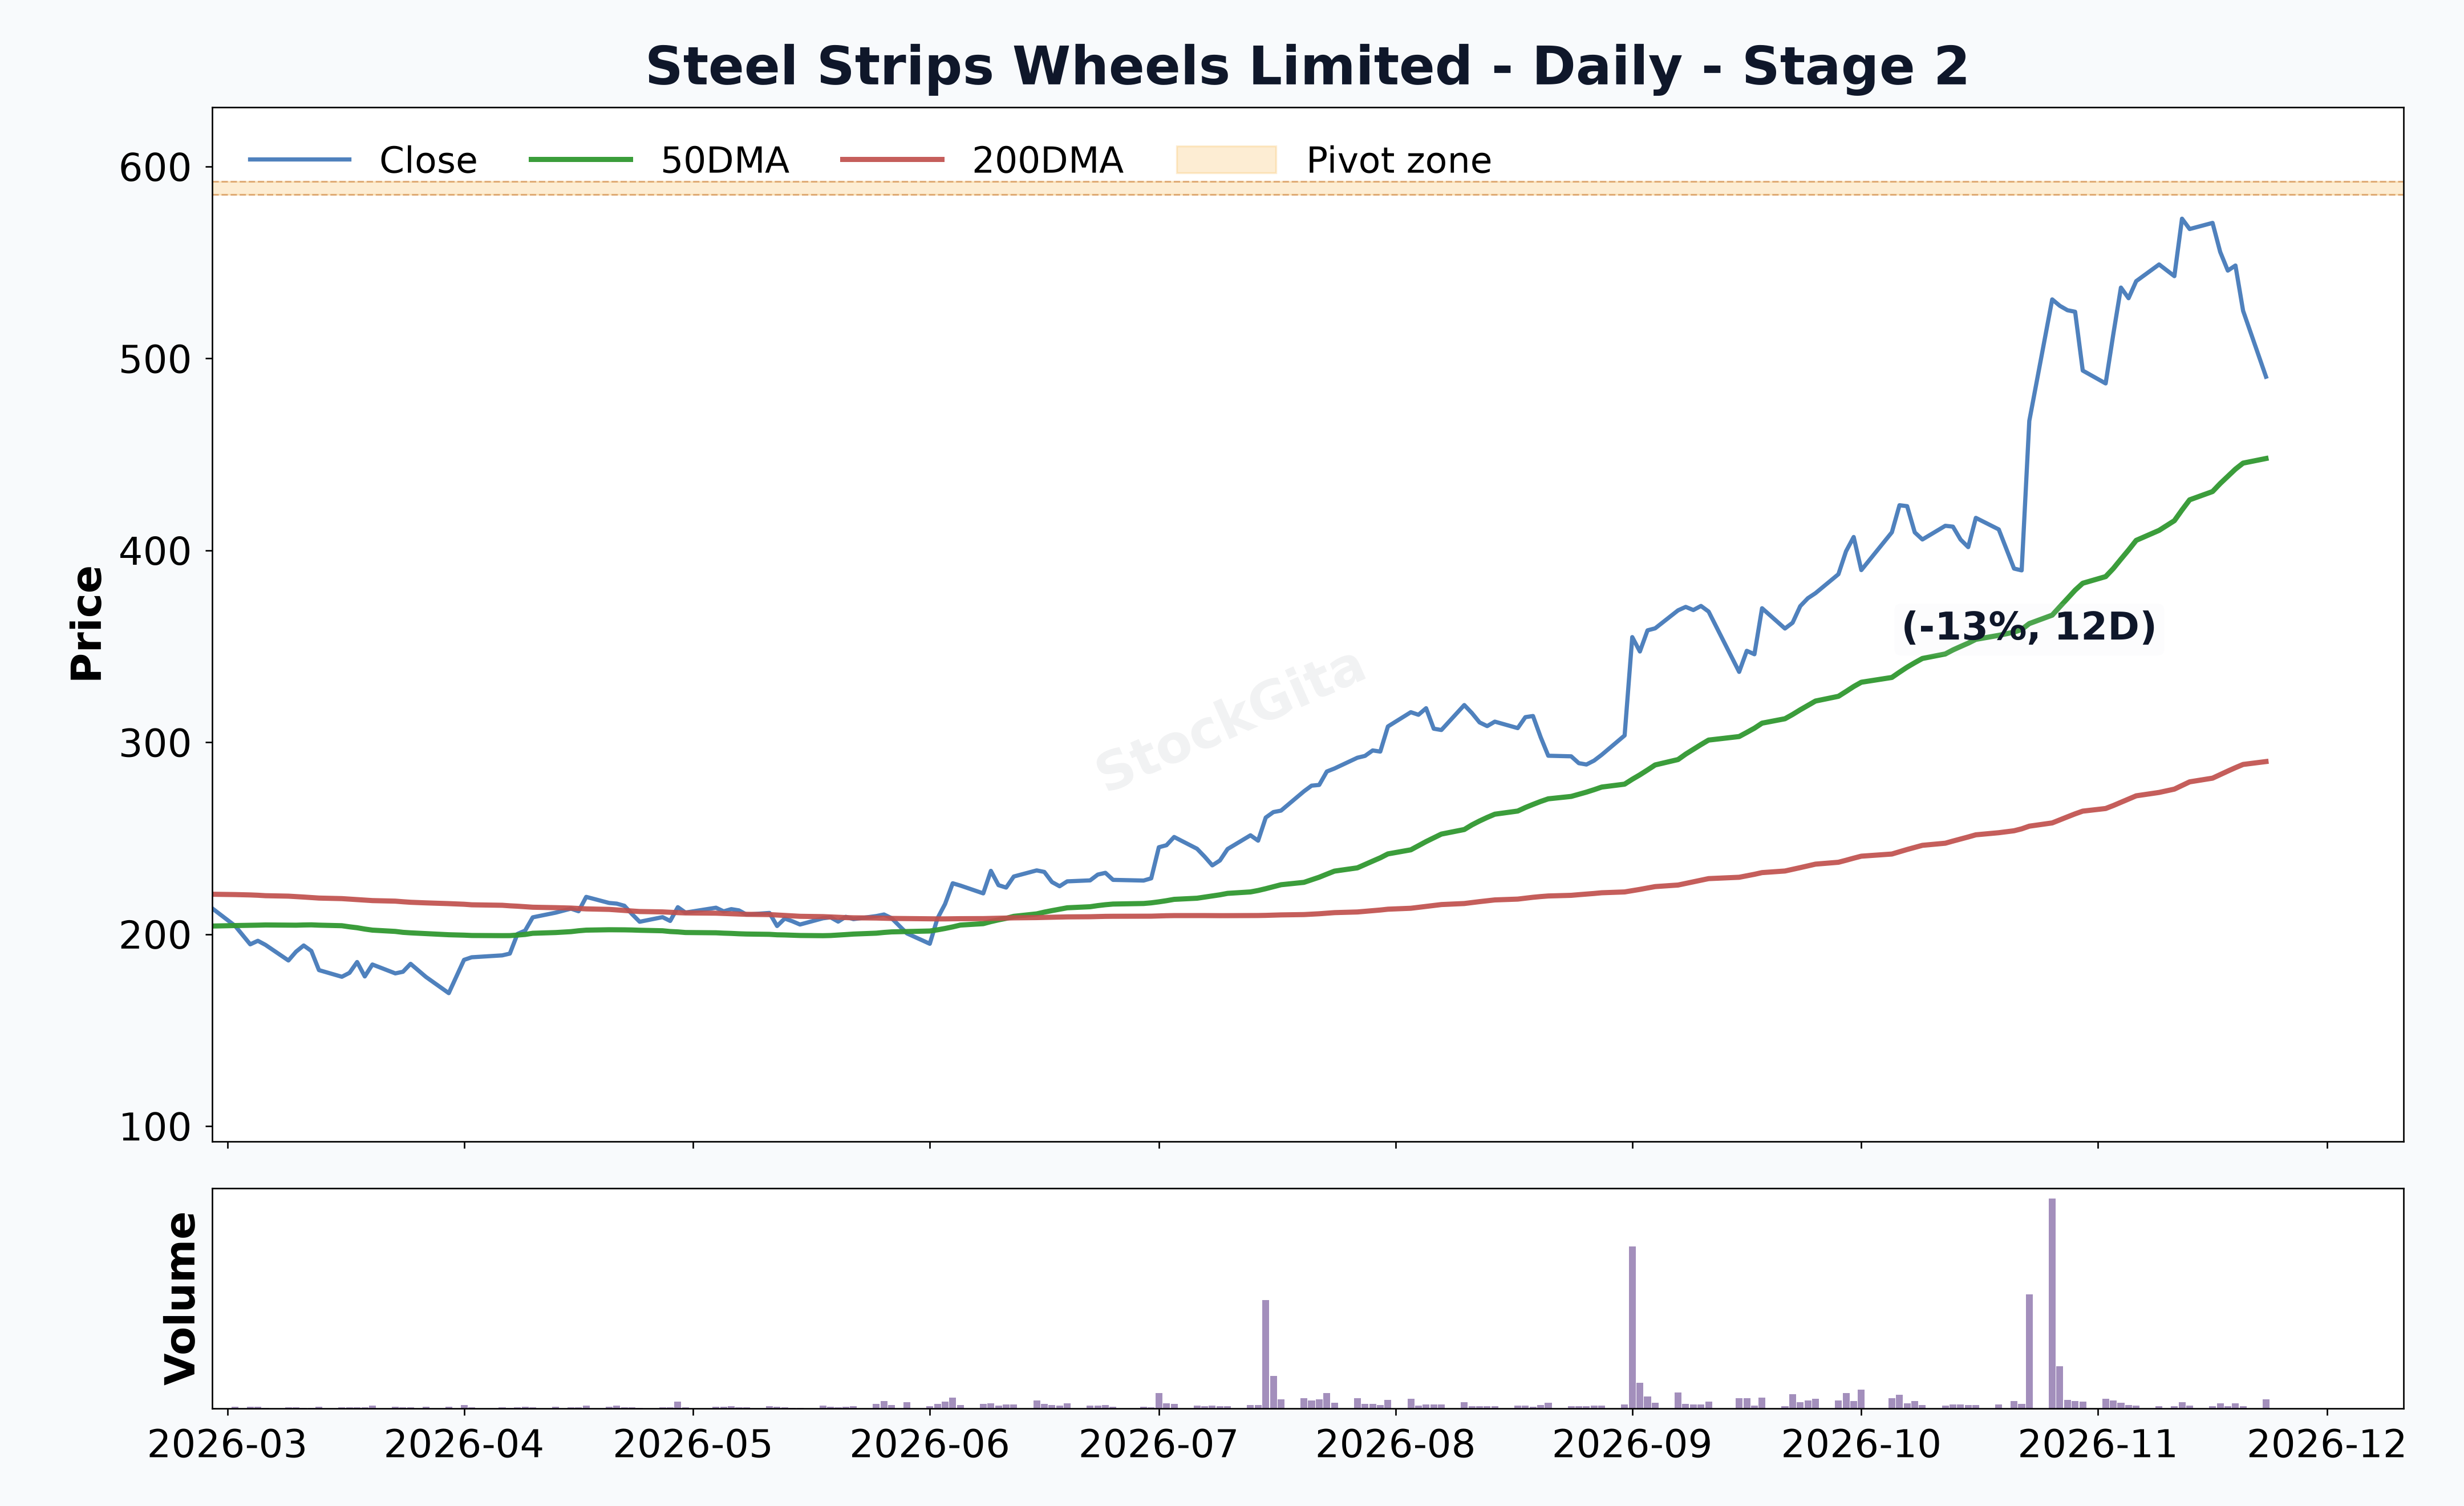 Steel Strips Wheels Limited - Daily - Stage 2
Close 50DMA 200DMA Pivot zone
600
500
400
300
200
100
Price
(-13%, 12D)
StockGita
Volume
2026-03 2026-04 2026-05 2026-06 2026-07 2026-08 2026-09 2026-10 2026-11 2026-12